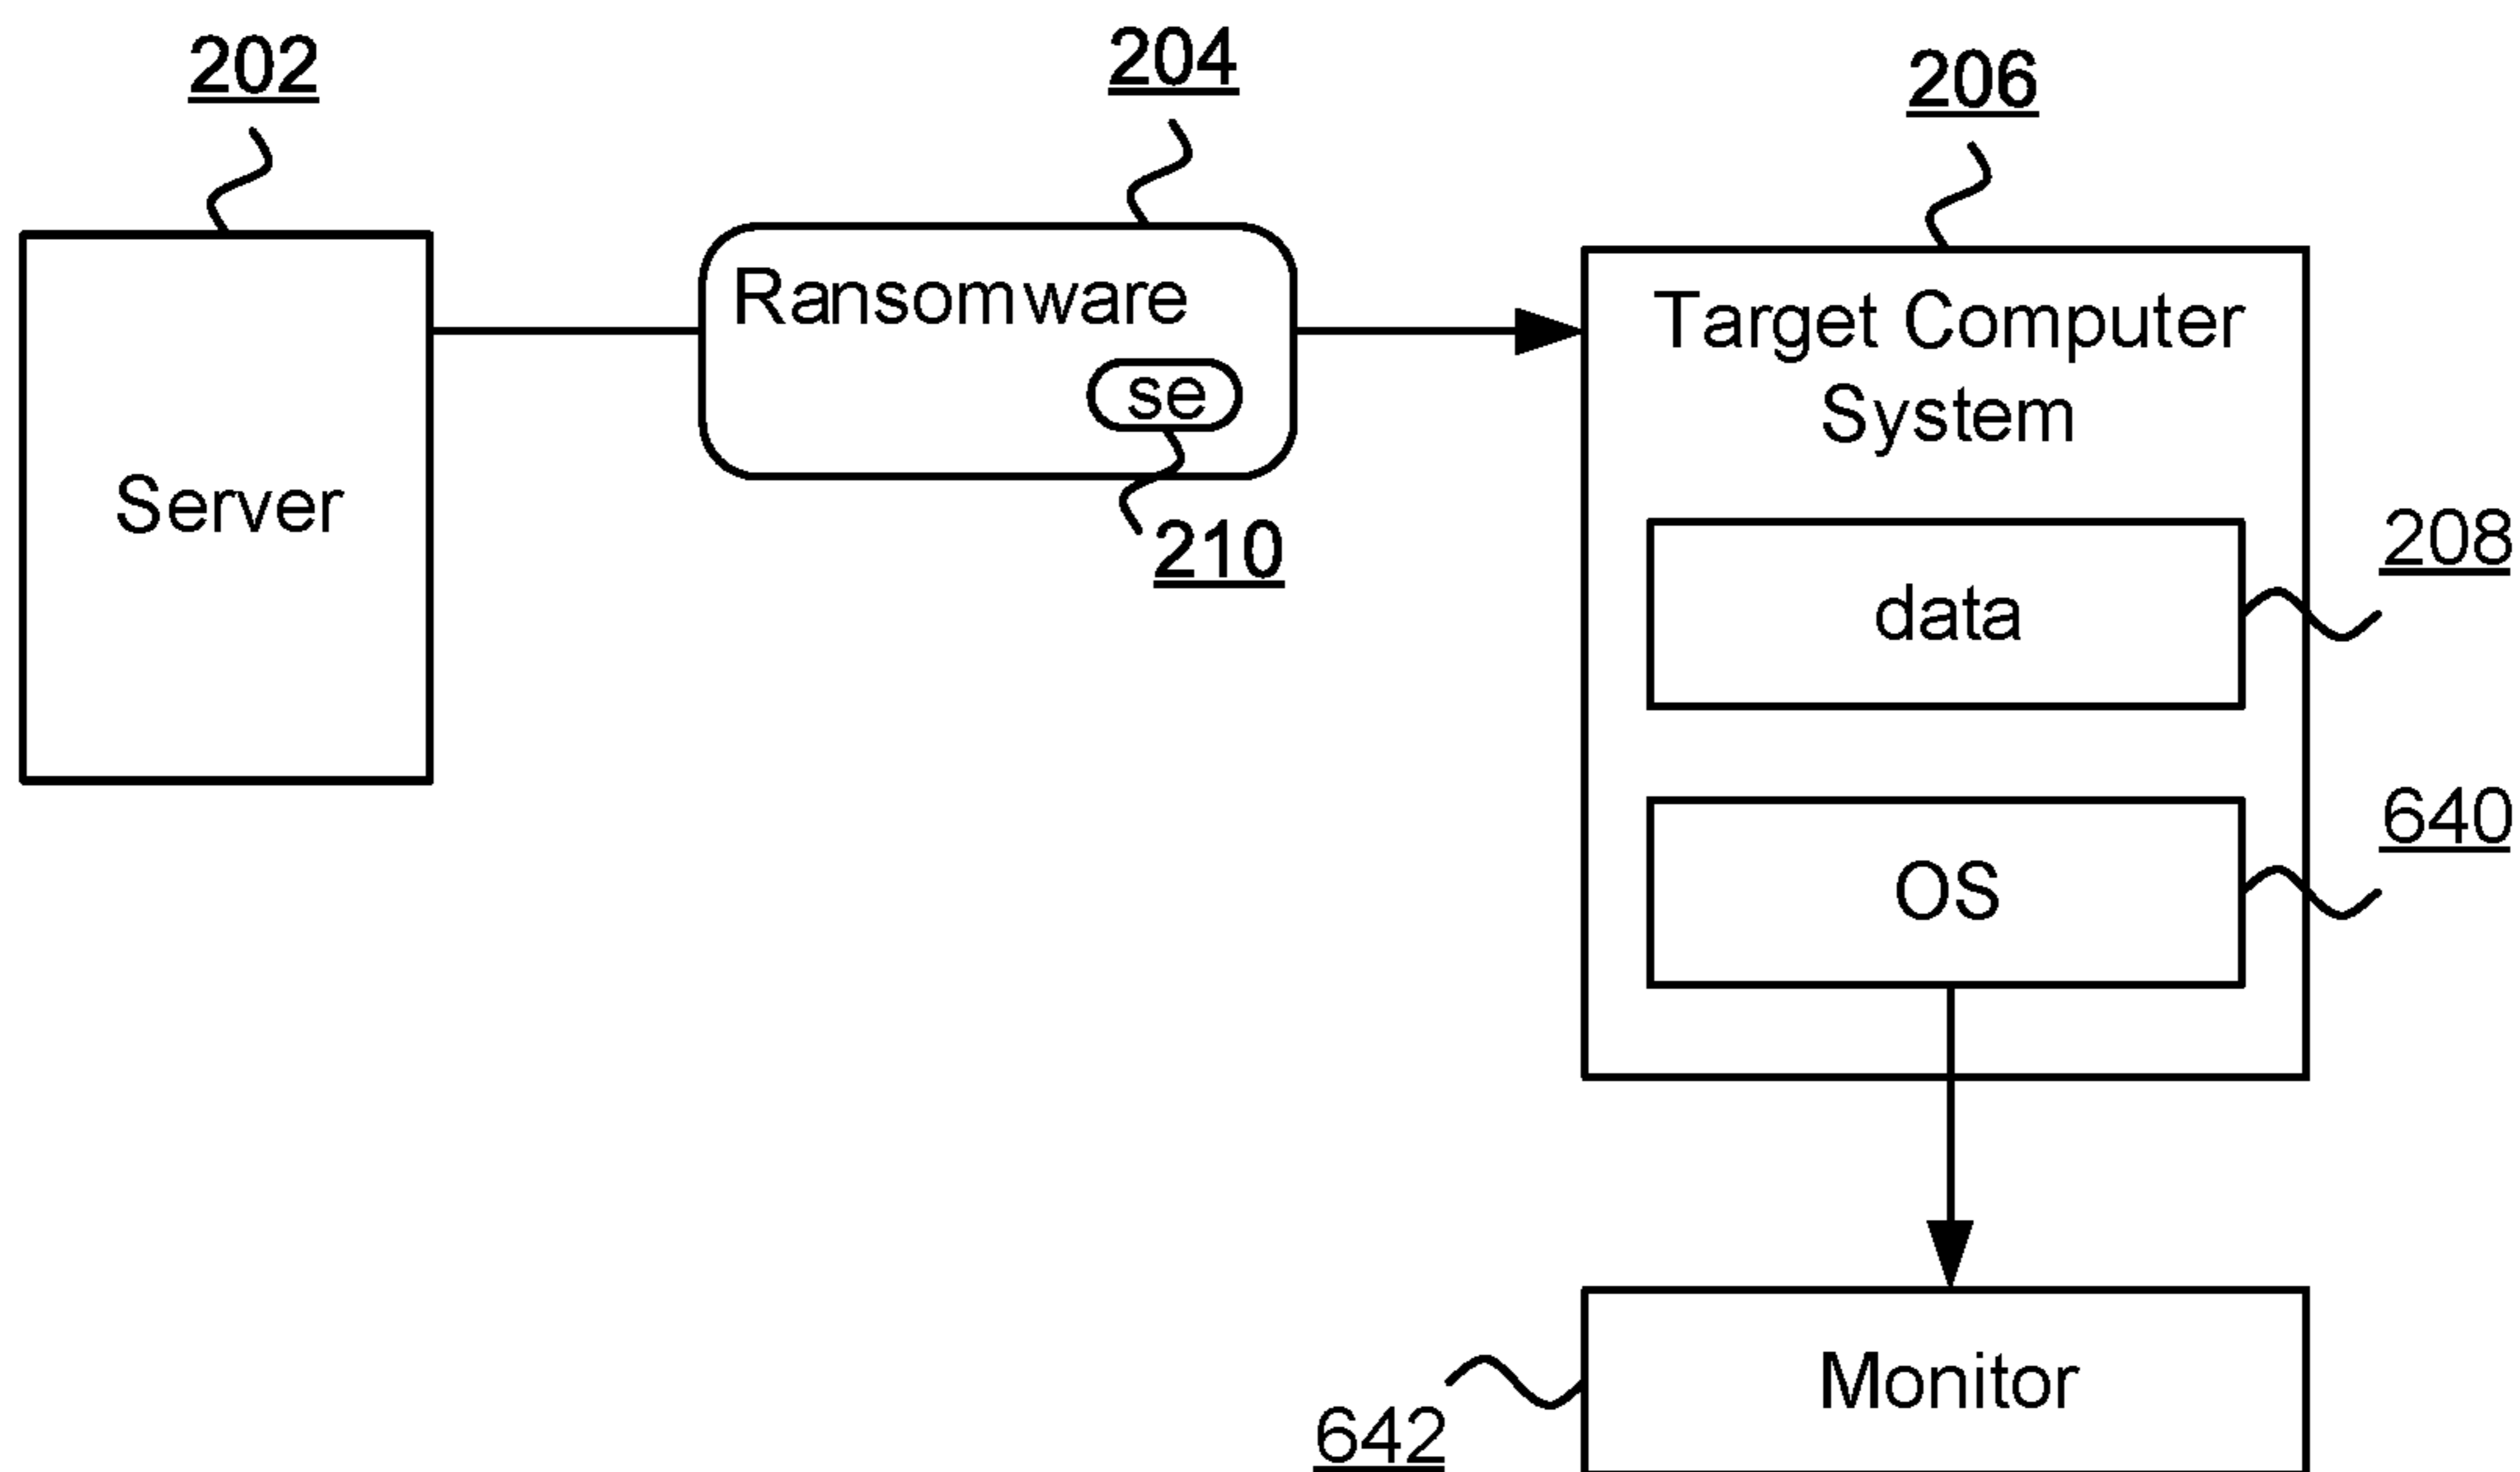 202
204
206
Server
Ransomware
se
210
Target Computer
System
data
208
OS
640
Monitor
642